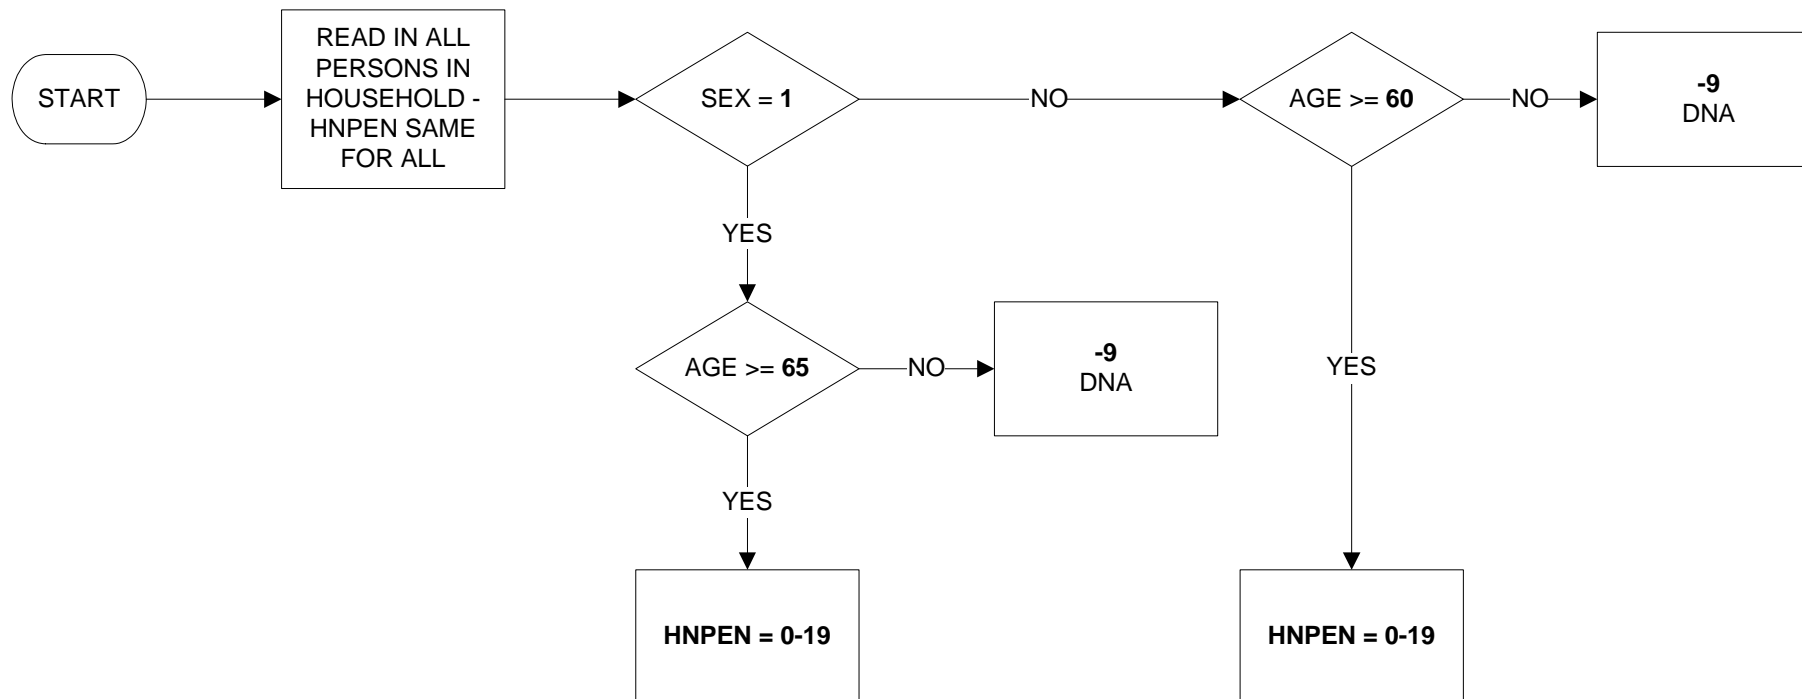 START
READ IN ALL
PERSONS IN
HOUSEHOLD -
HNPEN SAME
FOR ALL
SEX = 1
NO
AGE >= 60
NO
-9
DNA
YES
AGE >= 65
NO
-9
DNA
YES
YES
HNPEN = 0-19
HNPEN = 0-19